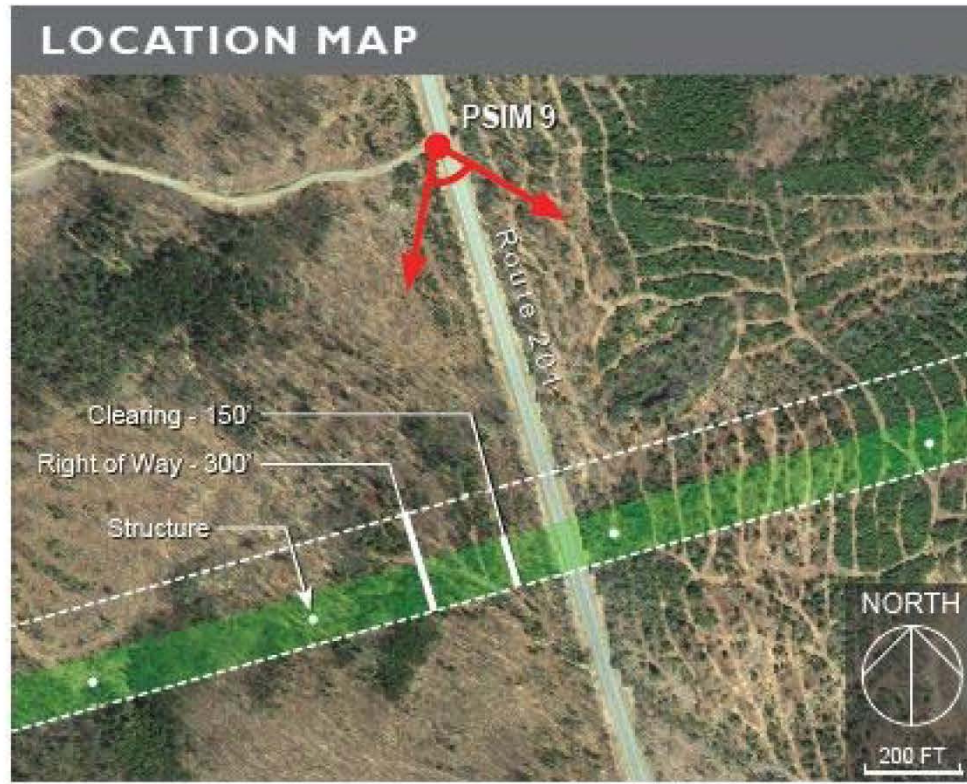 LOCATION MAP
PSIM 9
Route 201
Clearing - 150'
Right of Way - 300'
Structure
NORTH
200 FT